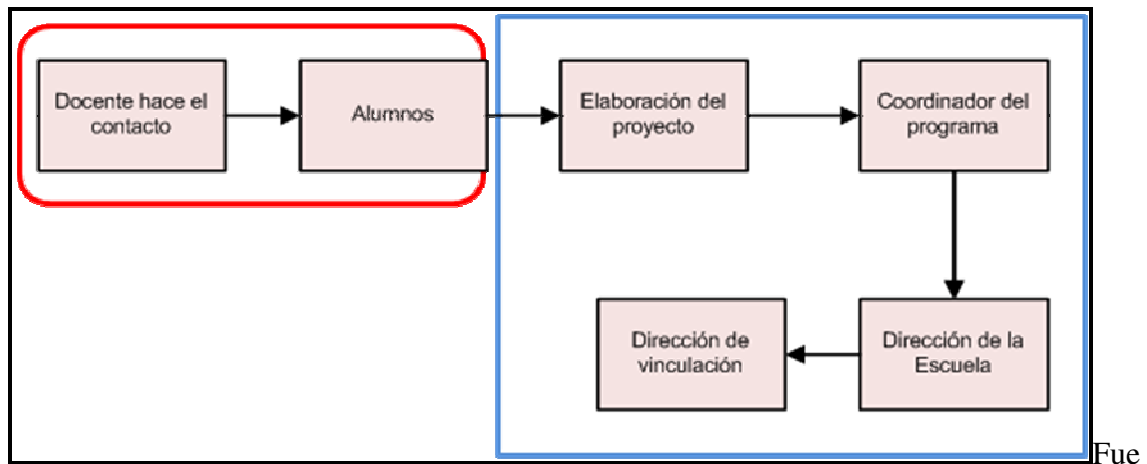 Docente hace el
contacto
Alumnos
Elaboración del
proyecto
Coordinador del
programa
Dirección de la
Escuela
Dirección de
vinculación
Fue